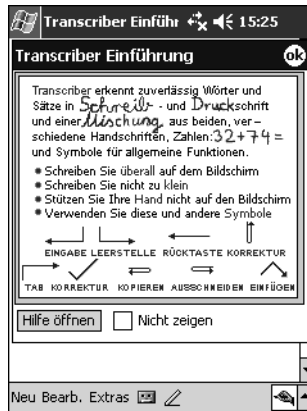 Transcriber Einführ 15:25
Transcriber Einführung ok
Transcriber erkennt zuverlässig Wörter und
Sätze in Schreib- - und Druckschrift
und einer Mischung aus beiden, ver-
schiedene Handschriften, Zahlen: 32+74=
und Symbole für allgemeine Funktionen.
• Schreiben Sie überall auf dem Bildschirm
• Schreiben Sie nicht zu klein
• Stützen Sie Ihre Hand nicht auf den Bildschirm
• Verwenden Sie diese und andere Symbole
EINGABE LEERSTELLE RÜCKTASTE KORREKTUR
TAB KORREKTUR KOPIEREN AUSSCHNEIDEN EINFÜGEN
Hilfe öffnen Nicht zeigen
Neu Bearb. Extras